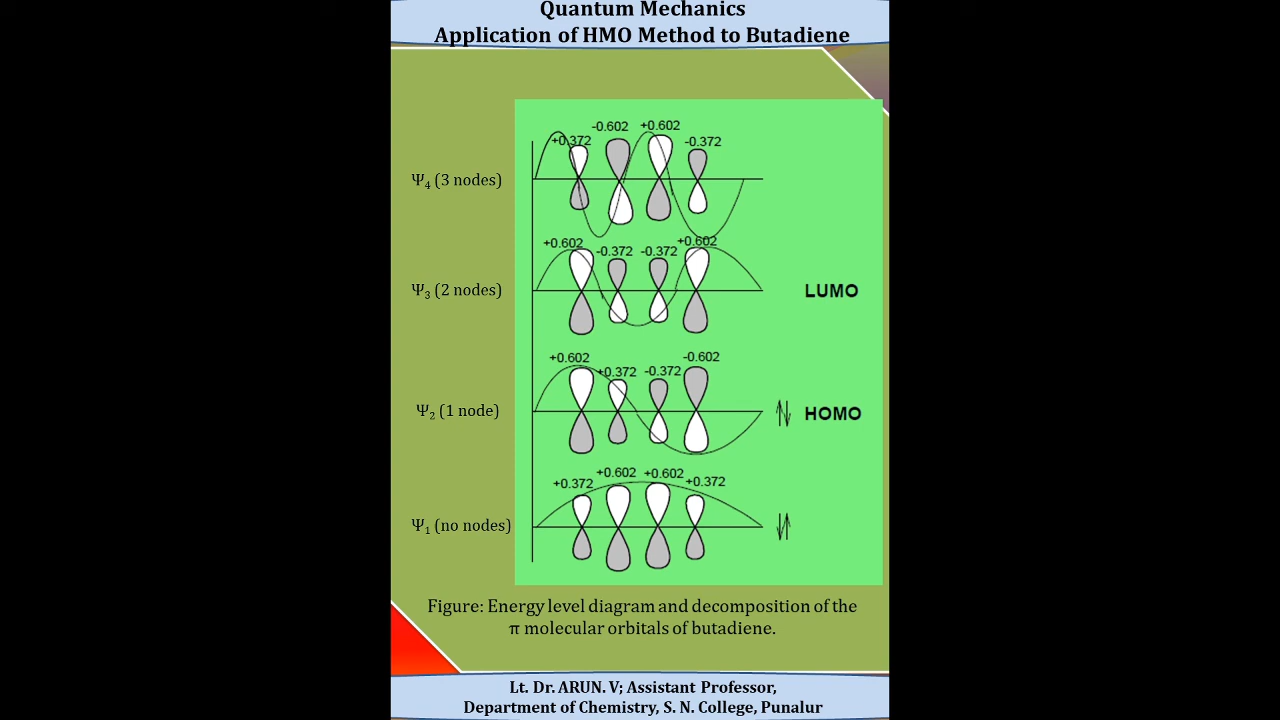 Quantum Mechanics
Application of HMO Method to Butadiene
+0.372 -0.602 +0.602 -0.372
Ψ4 (3 nodes)
+0.602 -0.372 -0.372 +0.602
Ψ3 (2 nodes) LUMO
+0.602 +0.372 -0.372 -0.602
Ψ2 (1 node) HOMO
+0.372 +0.602 +0.602 +0.372
Ψ1 (no nodes)
Figure: Energy level diagram and decomposition of the
π molecular orbitals of butadiene.
Lt. Dr. ARUN. V; Assistant Professor,
Department of Chemistry, S. N. College, Punalur